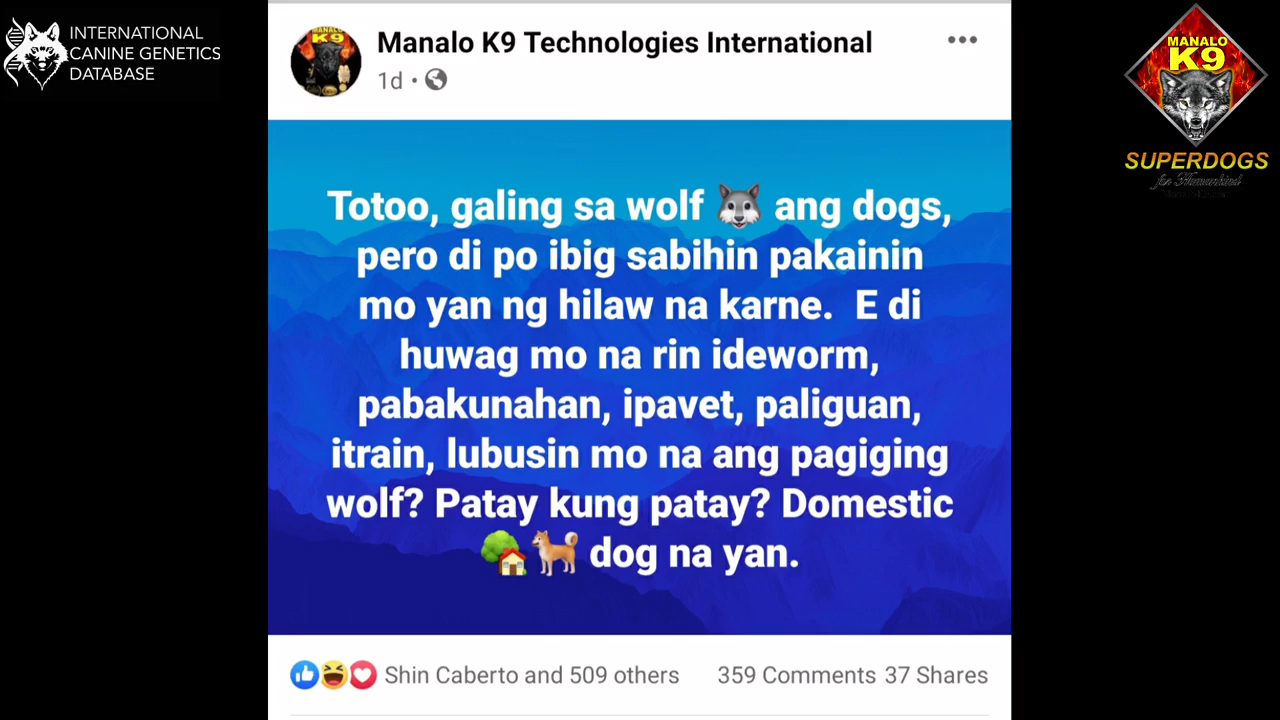 INTERNATIONAL
CANINE GENETICS
DATABASE
Manalo K9 Technologies International
1d ·
Totoo, galing sa wolf 🐺 ang dogs,
pero di po ibig sabihin pakainin
mo yan ng hilaw na karne.  E di
huwag mo na rin ideworm,
pabakunahan, ipavet, paliguan,
itrain, lubusin mo na ang pagiging
wolf? Patay kung patay? Domestic
🏡🐕 dog na yan.
Shin Caberto and 509 others
359 Comments 37 Shares
MANALO
K9
SUPERDOGS
for Humankind